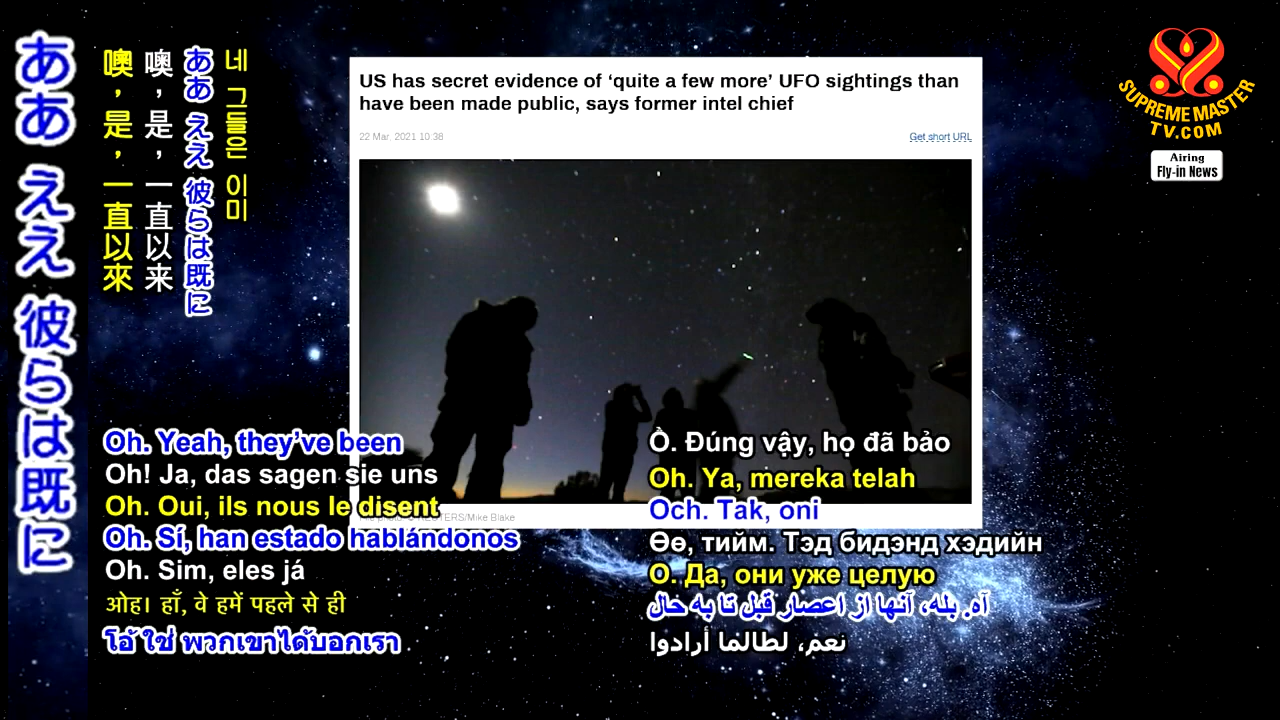 ああ ええ 彼らは既に
噢，是，一直以來
噢，是，一直以来
ああ ええ 彼らは既に
네 그들은 이미
US has secret evidence of ‘quite a few more’ UFO sightings than
have been made public, says former intel chief
22 Mar, 2021 10:38
Get short URL
REUTERS/Mike Blake
SUPREME MASTER
TV.COM
Airing
Fly-in News
Oh. Yeah, they’ve been
Oh! Ja, das sagen sie uns
Oh. Oui, ils nous le disent
Oh. Sí, han estado hablándonos
Oh. Sim, eles já
ओह। हाँ, वे हमें पहले से ही
โอ้ ใช่ พวกเขาได้บอกเรา
Ồ. Đúng vậy, họ đã bảo
Oh. Ya, mereka telah
Och. Tak, oni
Өө, тийм. Тэд бидэнд хэдийн
О. Да, они уже целую
آه. بله، آنها از اعصار قبل تا به حال
نعم، لطالما أرادوا